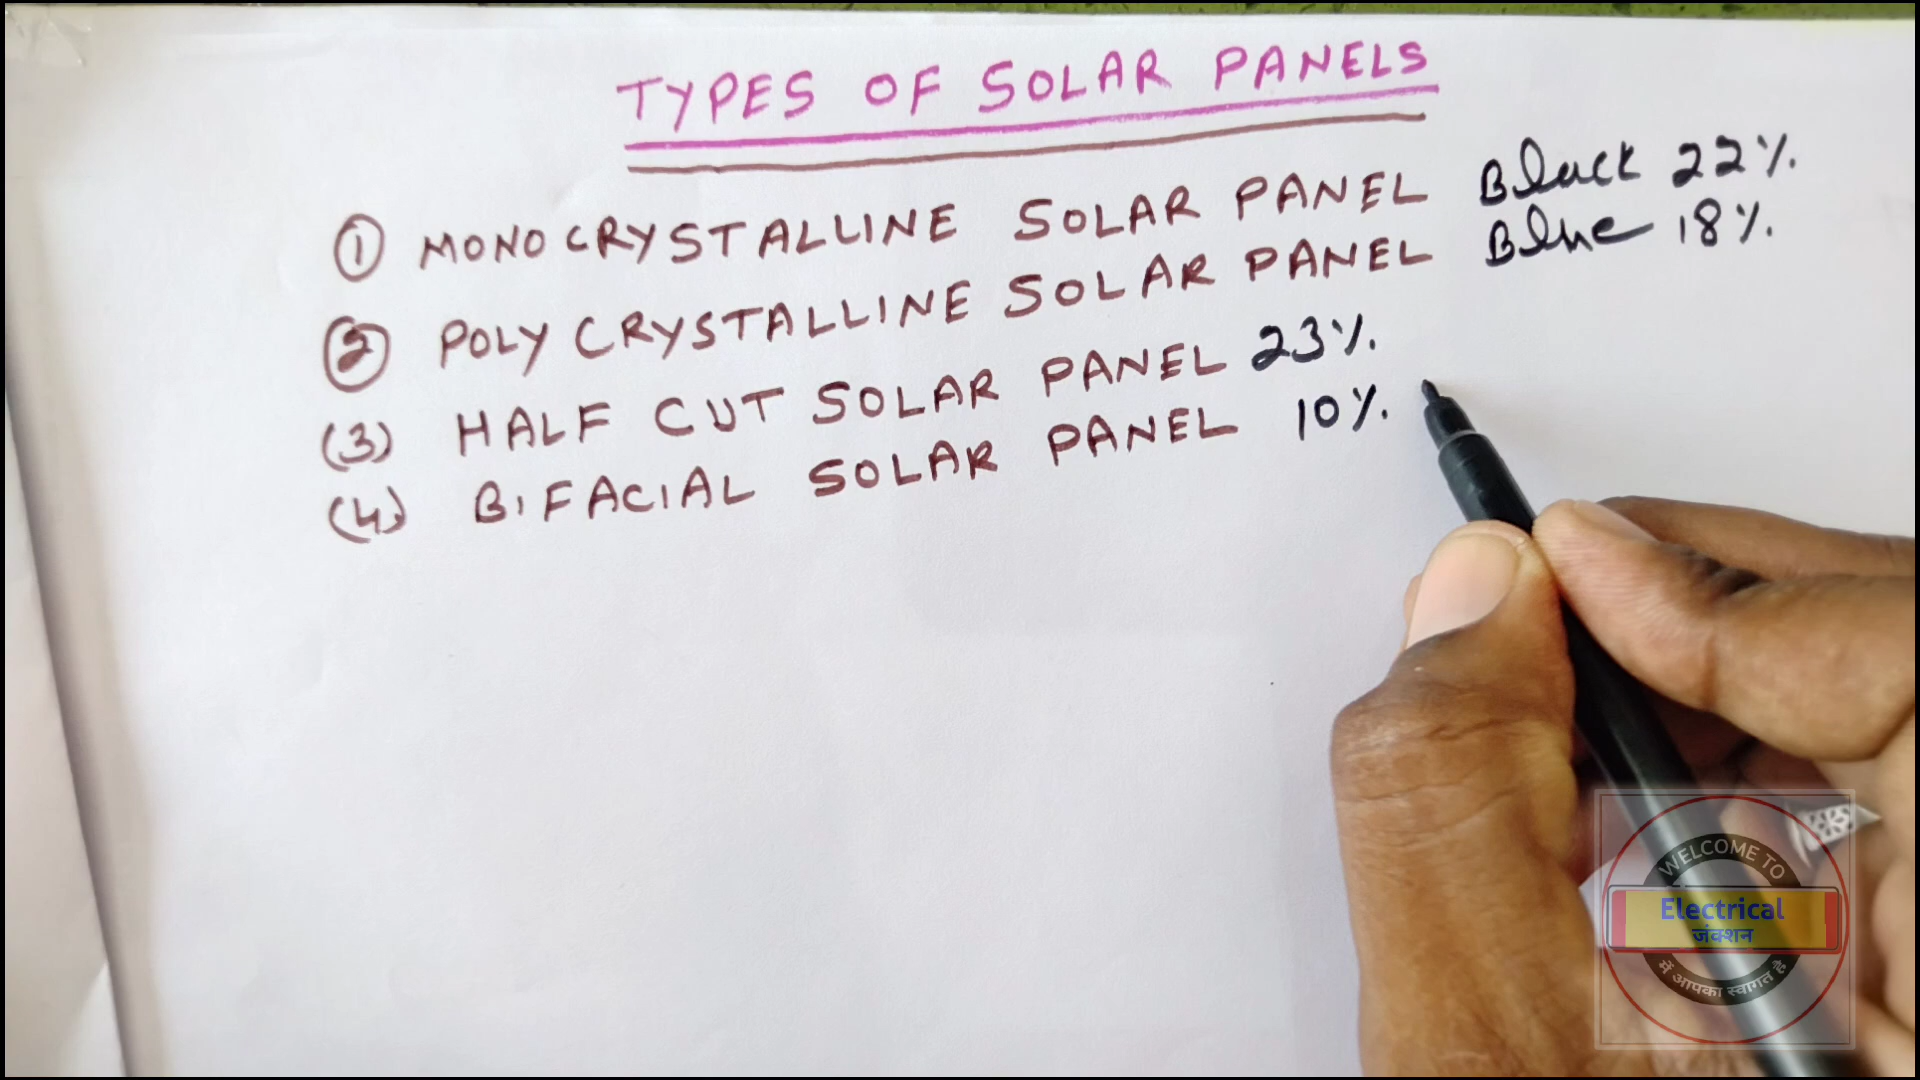 TYPES OF SOLAR PANELS
① MONOCRYSTALLINE SOLAR PANEL Black 22%.
② POLY CRYSTALLINE SOLAR PANEL Blue 18%.
(3) HALF CUT SOLAR PANEL 23%.
(4) BIFACIAL SOLAR PANEL 10%.
WELCOME TO
Electrical
जंक्शन
में आपका स्वागत है